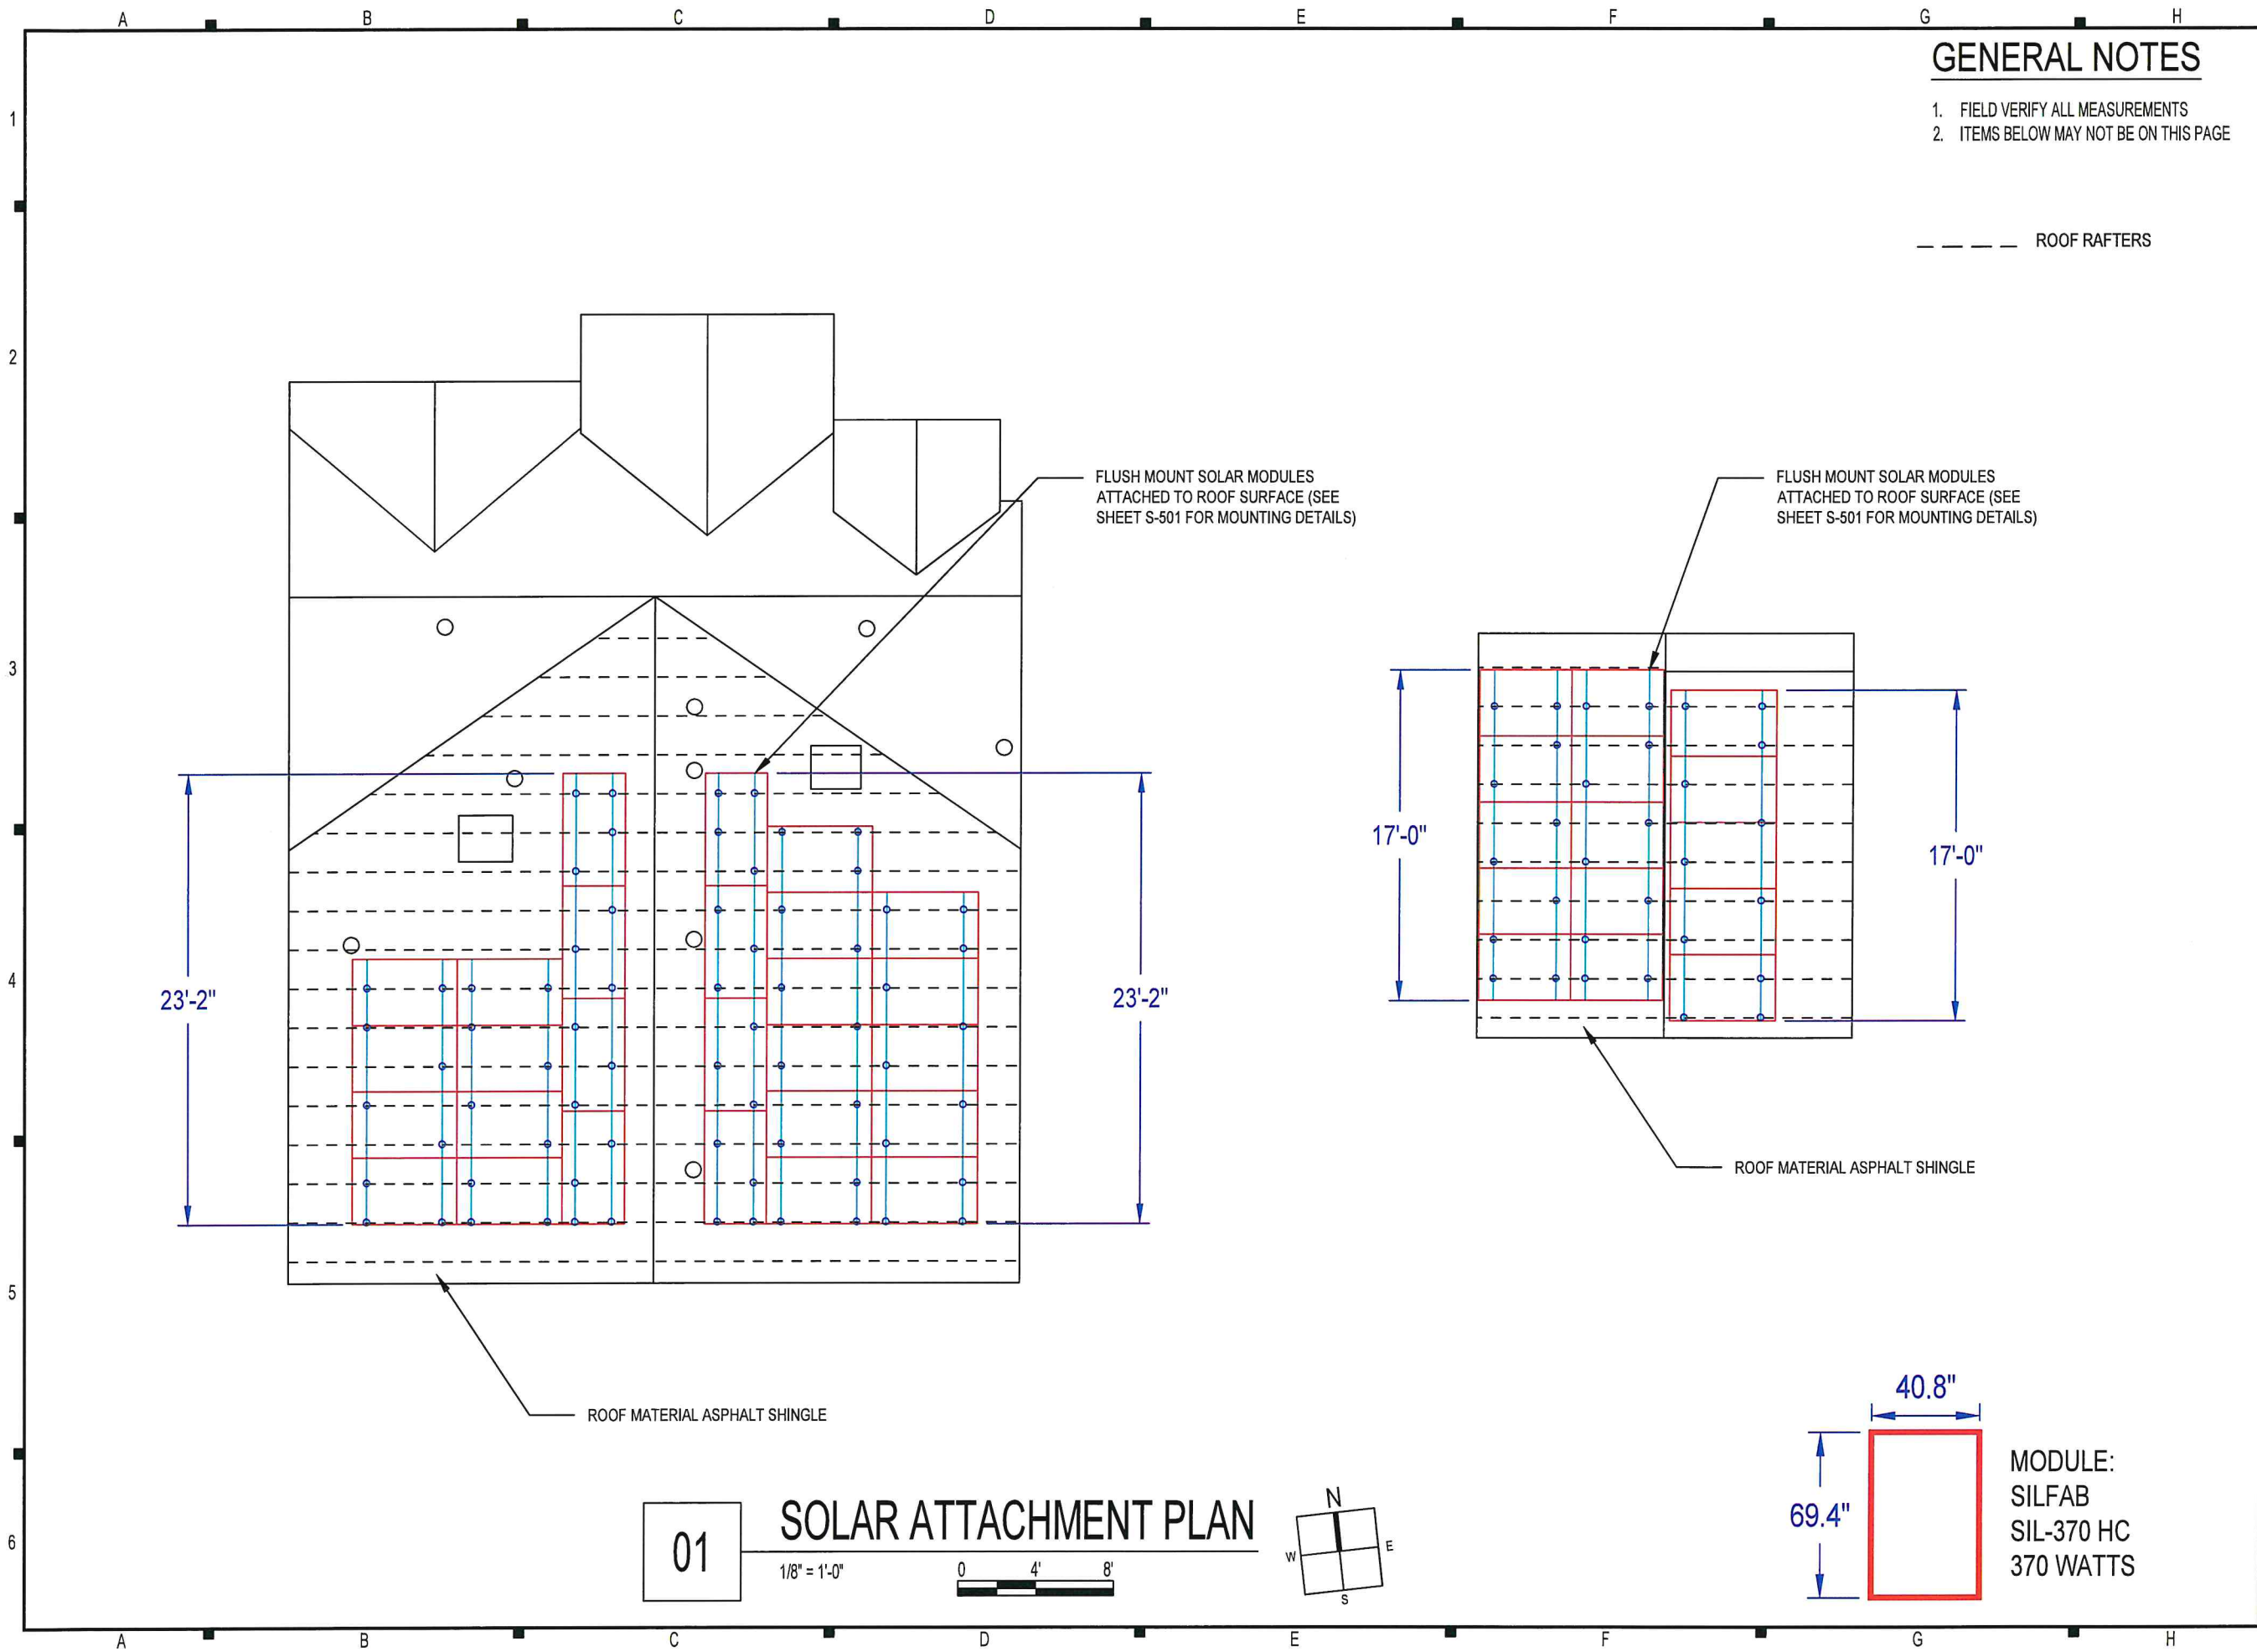 A B C D E F G H
GENERAL NOTES
1. FIELD VERIFY ALL MEASUREMENTS
2. ITEMS BELOW MAY NOT BE ON THIS PAGE
1
ROOF RAFTERS
2
FLUSH MOUNT SOLAR MODULES
ATTACHED TO ROOF SURFACE (SEE
SHEET S-501 FOR MOUNTING DETAILS)
FLUSH MOUNT SOLAR MODULES
ATTACHED TO ROOF SURFACE (SEE
SHEET S-501 FOR MOUNTING DETAILS)
3
17'-0"
17'-0"
4
23'-2"
23'-2"
ROOF MATERIAL ASPHALT SHINGLE
5
ROOF MATERIAL ASPHALT SHINGLE
40.8"
69.4"
MODULE:
SILFAB
SIL-370 HC
370 WATTS
6
01
SOLAR ATTACHMENT PLAN
1/8" = 1'-0"
0 4' 8'
N
W E
S
A B C D E F G H